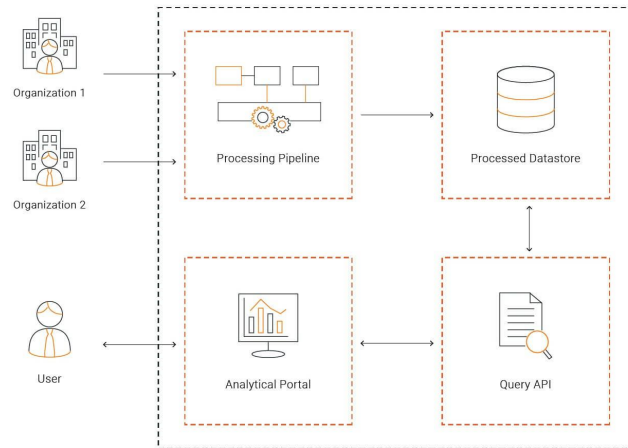 Organization 1
Processing Pipeline
Processed Datastore
Organization 2
User
Analytical Portal
Query API